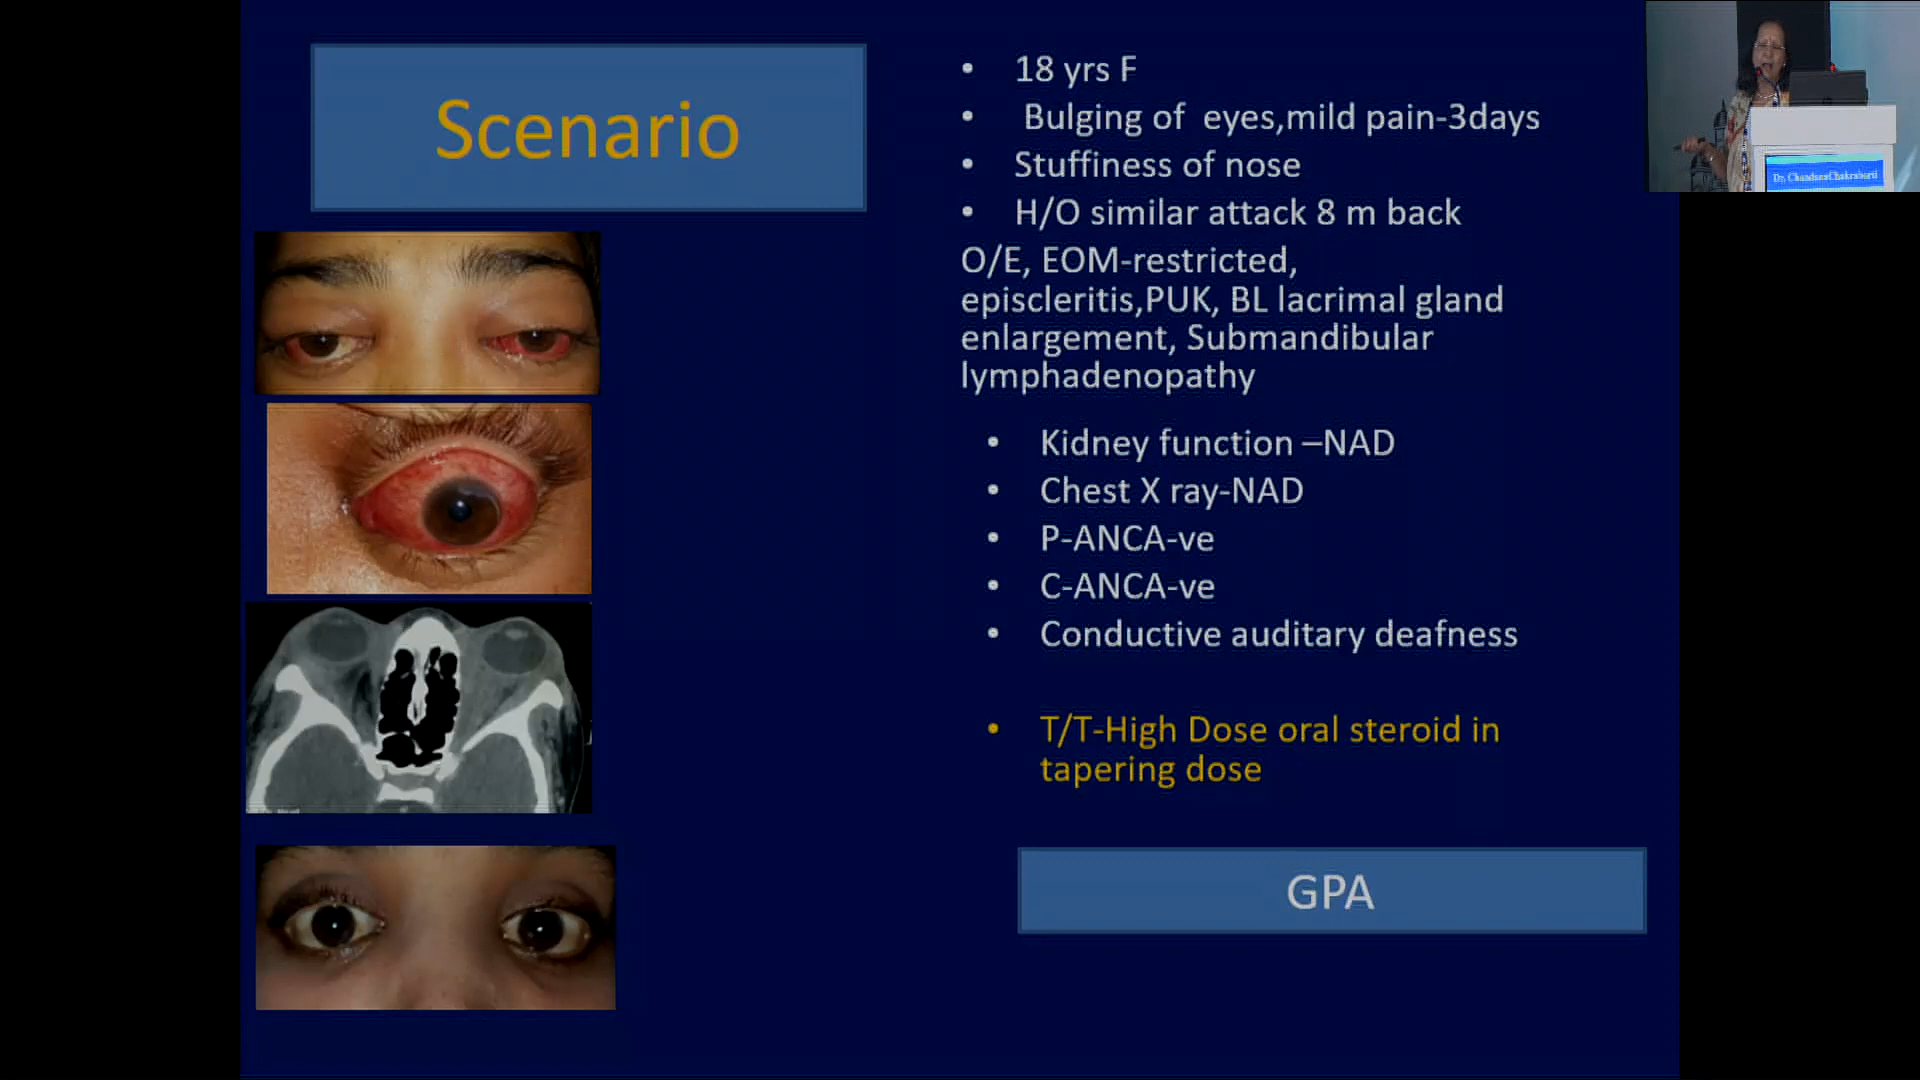 Scenario
• 18 yrs F
• Bulging of eyes,mild pain-3days
• Stuffiness of nose
• H/O similar attack 8 m back
O/E, EOM-restricted,
episcleritis,PUK, BL lacrimal gland
enlargement, Submandibular
lymphadenopathy
• Kidney function –NAD
• Chest X ray-NAD
• P-ANCA-ve
• C-ANCA-ve
• Conductive auditary deafness
• T/T-High Dose oral steroid in
tapering dose
GPA
Dr. ChandanaChakrabarti